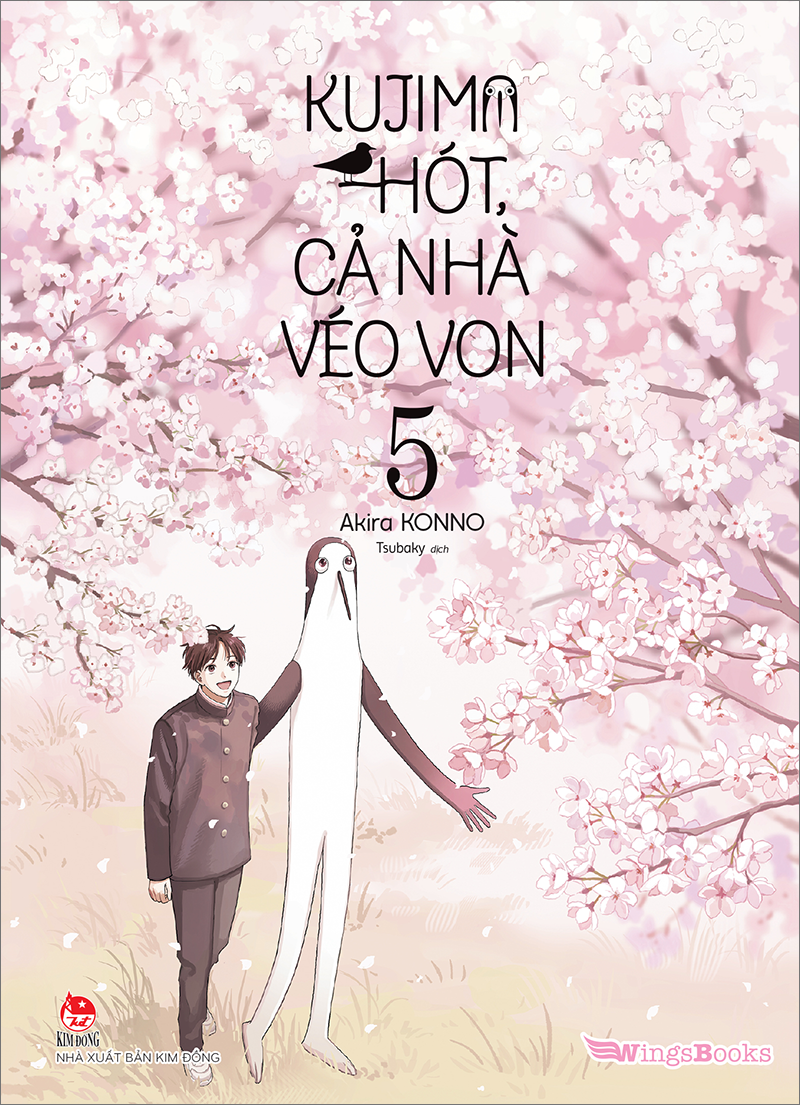 KUJIMA
HÓT,
CẢ NHÀ
VÉO VON
5
Akira KONNO
Tsubaky dịch
Kđ
KIM ĐỒNG
NHÀ XUẤT BẢN KIM ĐỒNG
WingsBooks